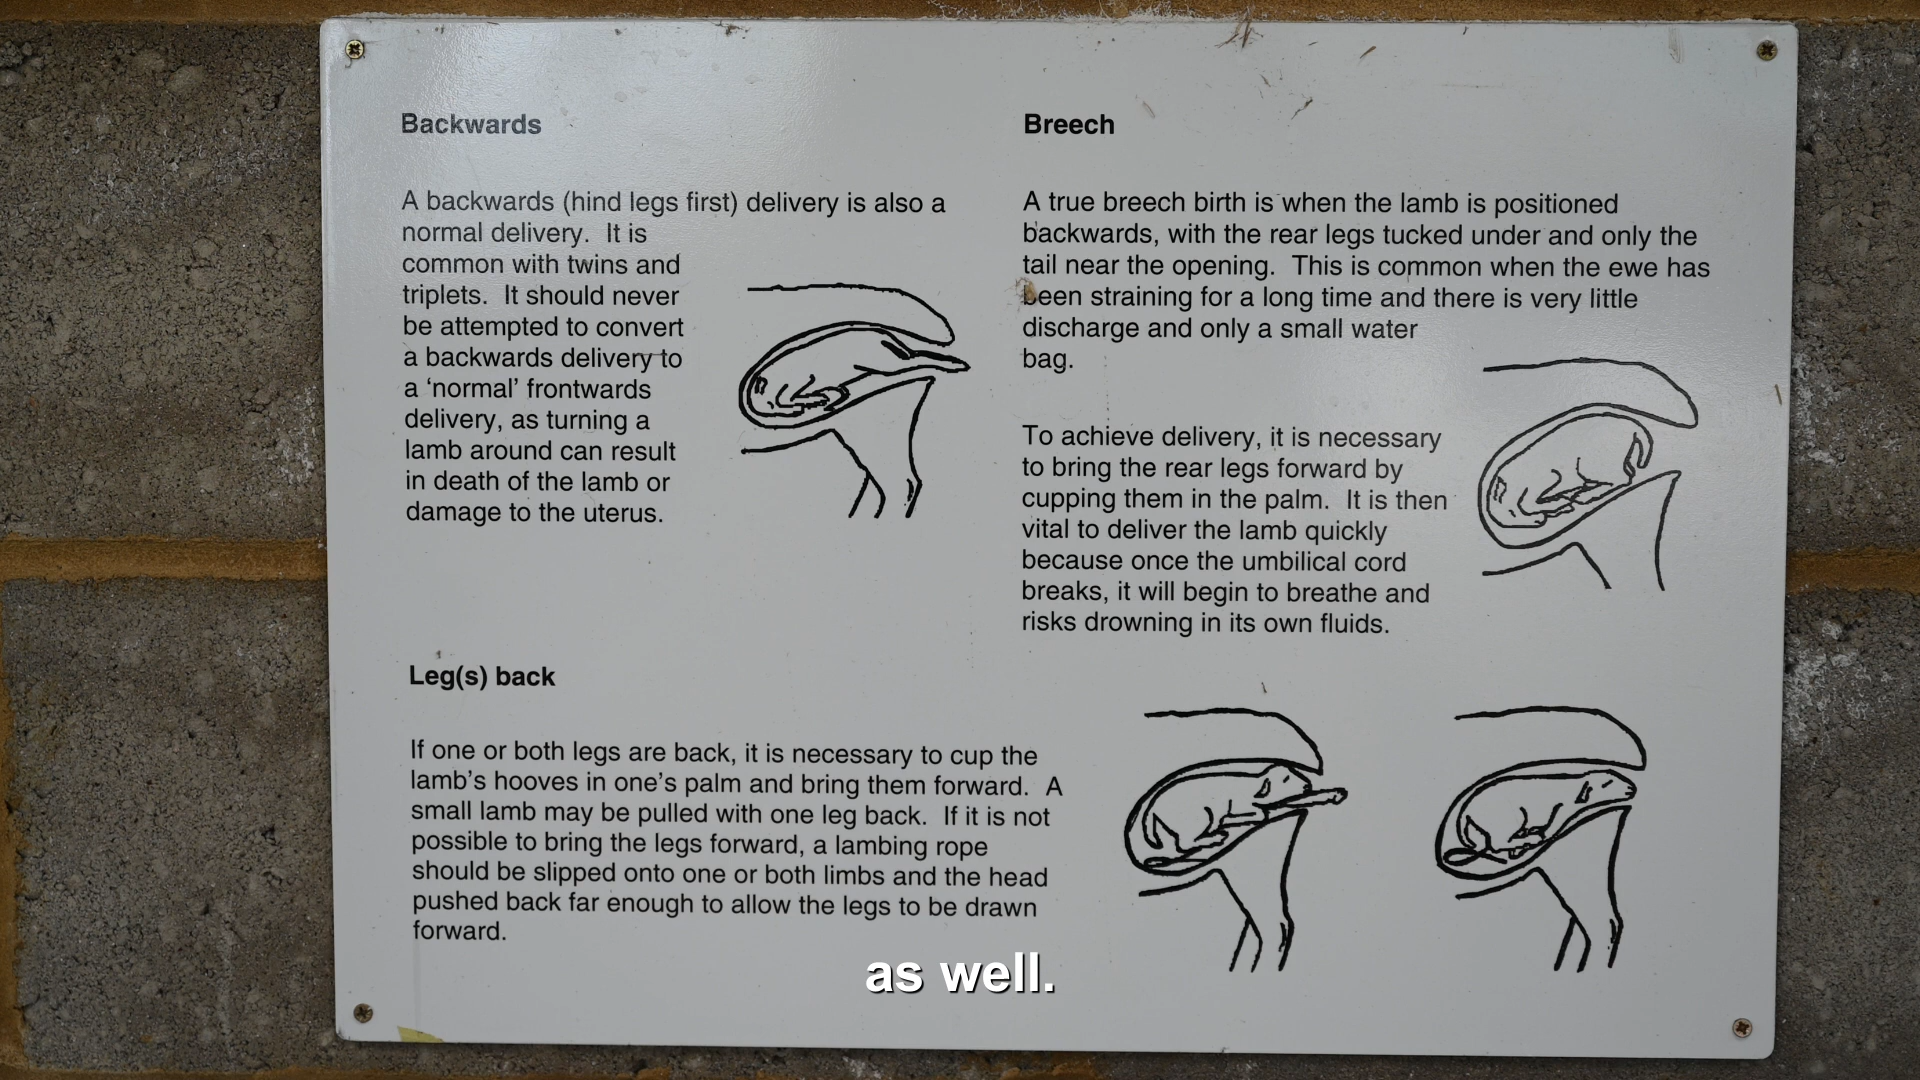 Backwards
A backwards (hind legs first) delivery is also a
normal delivery.  It is
common with twins and
triplets.  It should never
be attempted to convert
a backwards delivery to
a ‘normal’ frontwards
delivery, as turning a
lamb around can result
in death of the lamb or
damage to the uterus.
Breech
A true breech birth is when the lamb is positioned
backwards, with the rear legs tucked under and only the
tail near the opening.  This is common when the ewe has
been straining for a long time and there is very little
discharge and only a small water
bag.
To achieve delivery, it is necessary
to bring the rear legs forward by
cupping them in the palm.  It is then
vital to deliver the lamb quickly
because once the umbilical cord
breaks, it will begin to breathe and
risks drowning in its own fluids.
Leg(s) back
If one or both legs are back, it is necessary to cup the
lamb’s hooves in one’s palm and bring them forward.  A
small lamb may be pulled with one leg back.  If it is not
possible to bring the legs forward, a lambing rope
should be slipped onto one or both limbs and the head
pushed back far enough to allow the legs to be drawn
forward.
as well.